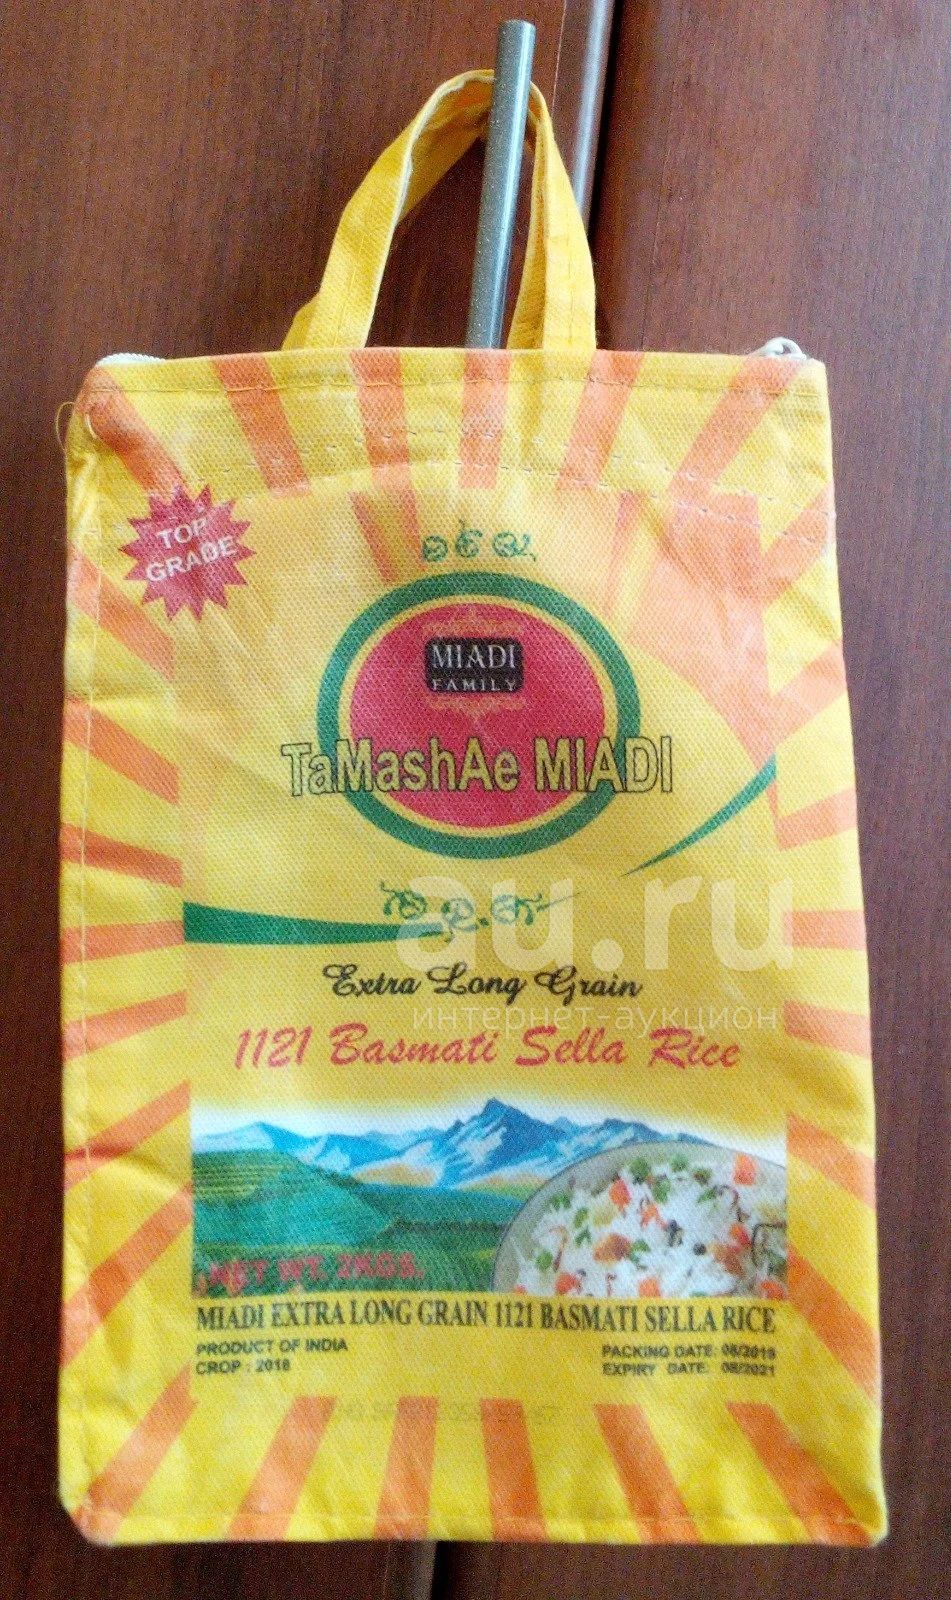 TOP
GRADE
MIADI
FAMILY
TaMashAe MIADI
au.ru
интернет-аукцион
Extra Long Grain
1121 Basmati Sella Rice
NET WT. 2KGS.
MIADI EXTRA LONG GRAIN 1121 BASMATI SELLA RICE
PRODUCT OF INDIA
CROP : 2018
PACKING DATE: 08/2019
EXPIRY DATE: 08/2021